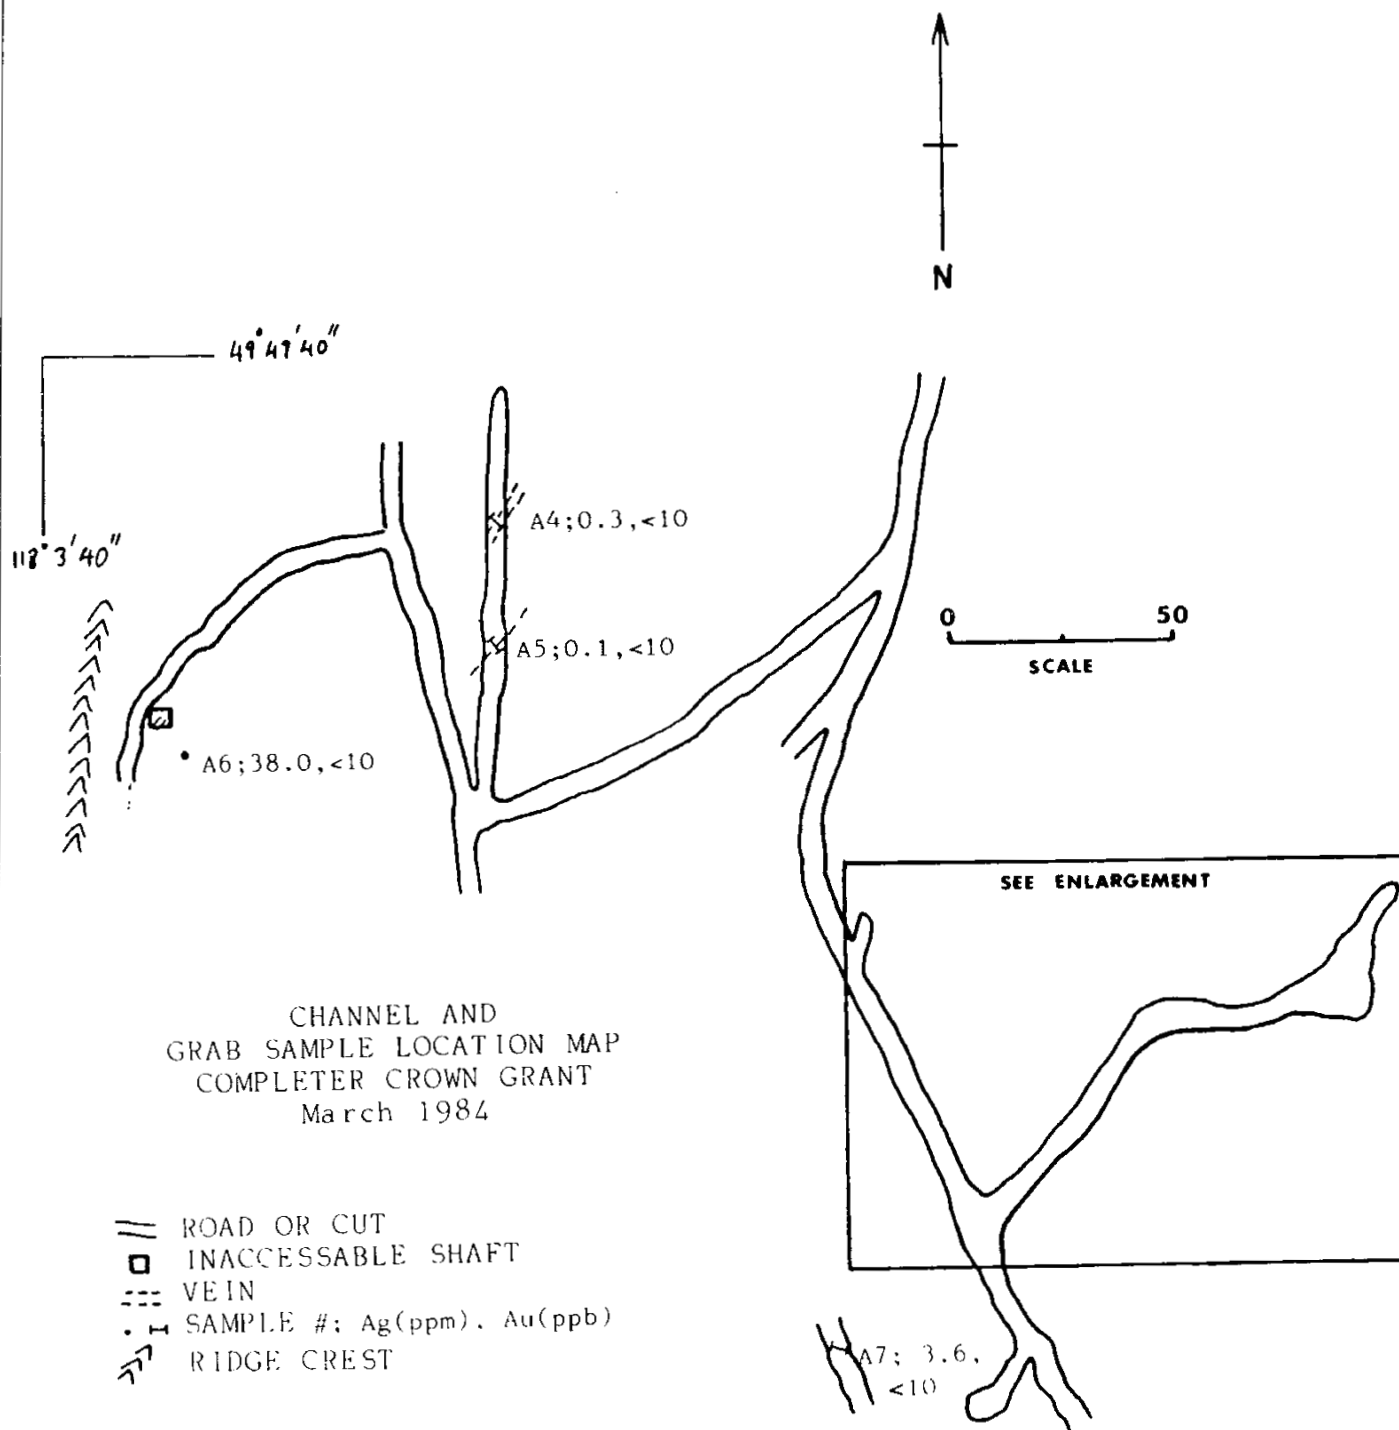 N
49°49'40"
118°3'40"
A4;0.3,<10
A5;0.1,<10
A6;38.0,<10
0 50
SCALE
SEE ENLARGEMENT
CHANNEL AND
GRAB SAMPLE LOCATION MAP
COMPLETER CROWN GRANT
March 1984
ROAD OR CUT
INACCESSABLE SHAFT
VEIN
SAMPLE #; Ag(ppm). Au(ppb)
RIDGE CREST
A7; 3.6,
<10